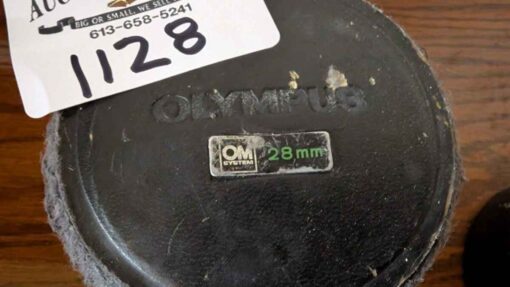 BIG OR SMALL, WE SELL
613-658-5241
1128
OLYMPUS
OM SYSTEM 28mm